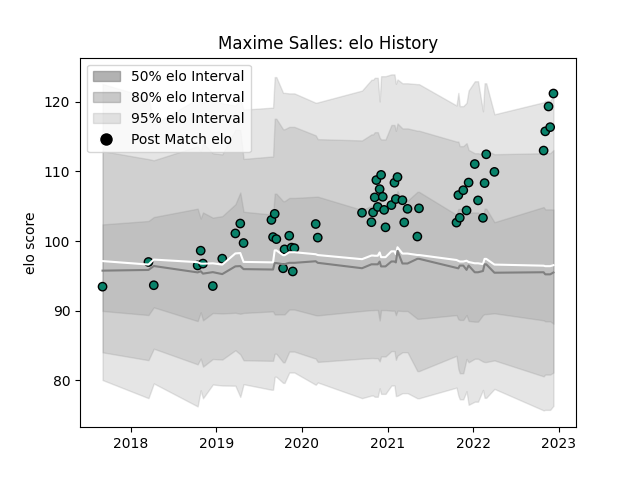 Maxime Salles: elo History
50% elo Interval
80% elo Interval
95% elo Interval
Post Match elo
elo score
120
110
100
90
80
2018 2019 2020 2021 2022 2023